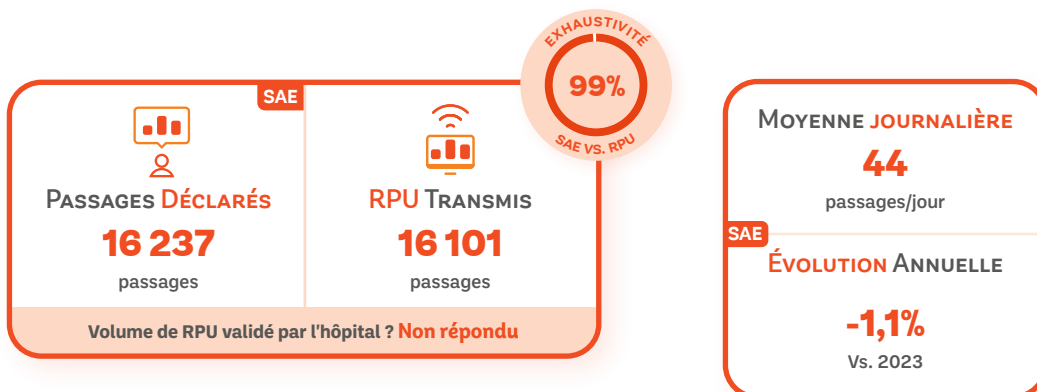 EXHAUSTIVITÉ
99%
SAE VS. RPU
SAE
PASSAGES DÉCLARÉS
16 237
passages
RPU TRANSMIS
16 101
passages
Volume de RPU validé par l'hôpital ? Non répondu
MOYENNE JOURNALIÈRE
44
passages/jour
SAE
ÉVOLUTION ANNUELLE
-1,1%
Vs. 2023